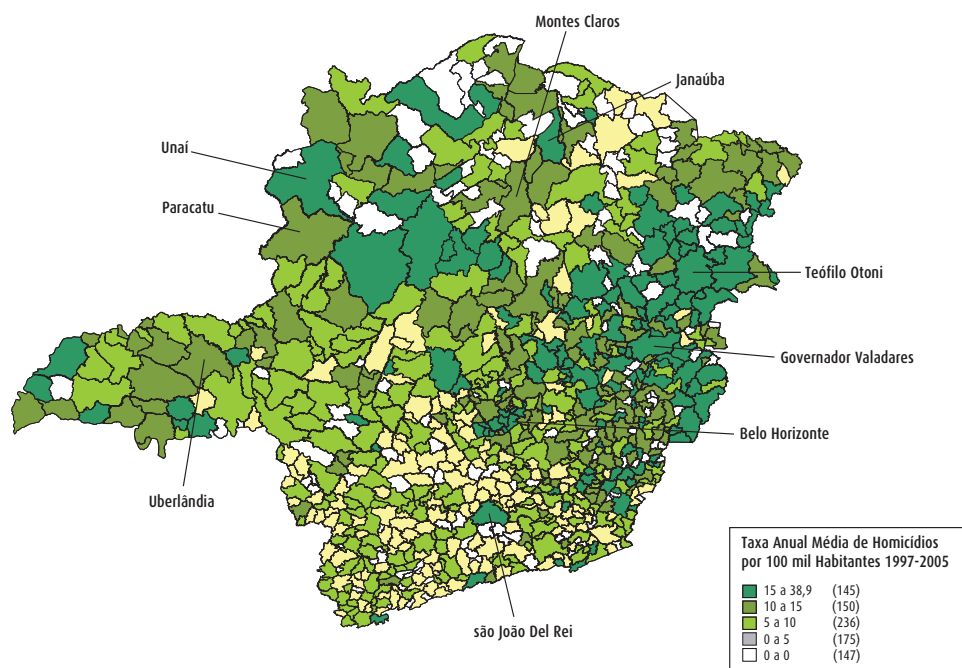 Montes Claros
Janaúba
Unaí
Paracatu
Teófilo Otoni
Governador Valadares
Belo Horizonte
Uberlândia
são João Del Rei
Taxa Anual Média de Homicídios
por 100 mil Habitantes 1997-2005
15 a 38,9 (145)
10 a 15 (150)
5 a 10 (236)
0 a 5 (175)
0 a 0 (147)